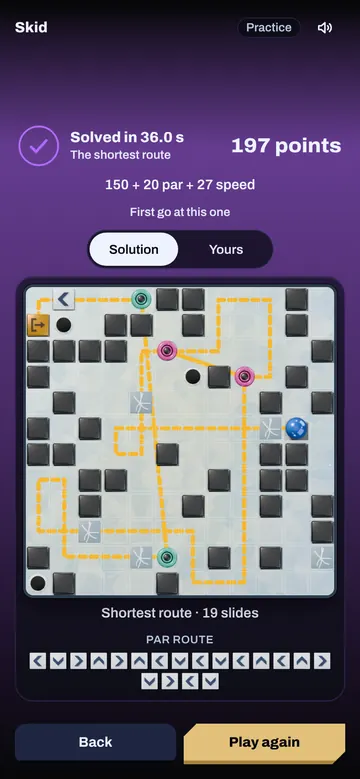 Skid
Practice
Solved in 36.0 s
The shortest route
197 points
150 + 20 par + 27 speed
First go at this one
Solution
Yours
Shortest route · 19 slides
PAR ROUTE
Back
Play again